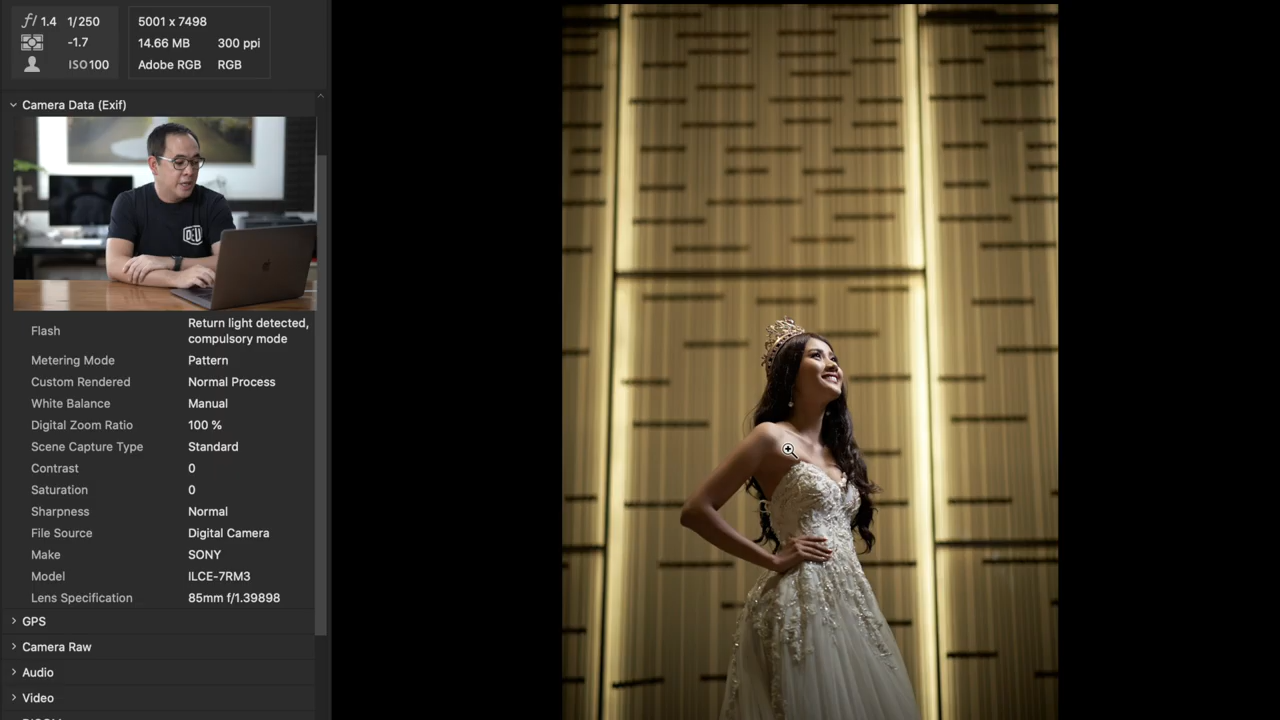 ƒ/ 1.4 1/250
-1.7
ISO100
5001 x 7498
14.66 MB 300 ppi
Adobe RGB RGB
Camera Data (Exif)
Flash Return light detected, compulsory mode
Metering Mode Pattern
Custom Rendered Normal Process
White Balance Manual
Digital Zoom Ratio 100 %
Scene Capture Type Standard
Contrast 0
Saturation 0
Sharpness Normal
File Source Digital Camera
Make SONY
Model ILCE-7RM3
Lens Specification 85mm f/1.39898
GPS
Camera Raw
Audio
Video